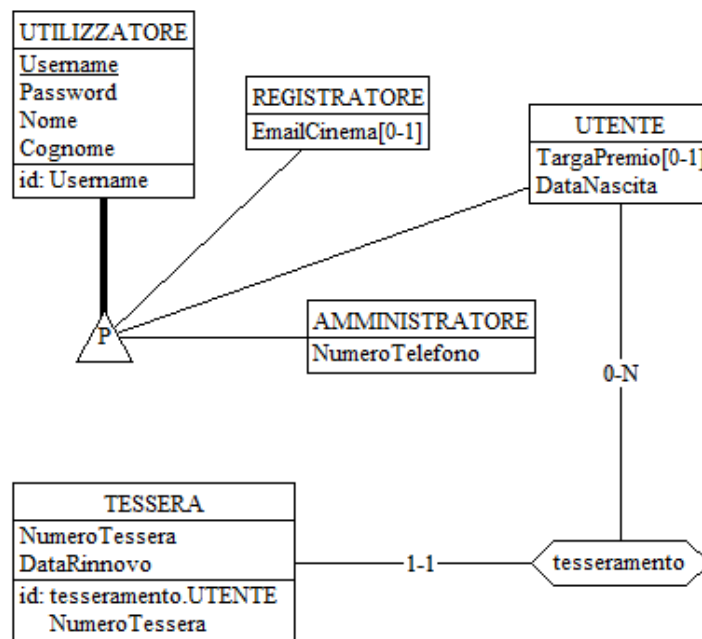 UTILIZZATORE
Username
Password
Nome
Cognome
id: Username
REGISTRATORE
EmailCinema[0-1]
UTENTE
TargaPremio[0-1]
DataNascita
P
AMMINISTRATORE
NumeroTelefono
0-N
TESSERA
NumeroTessera
DataRinnovo
id: tesseramento.UTENTE
NumeroTessera
1-1
tesseramento